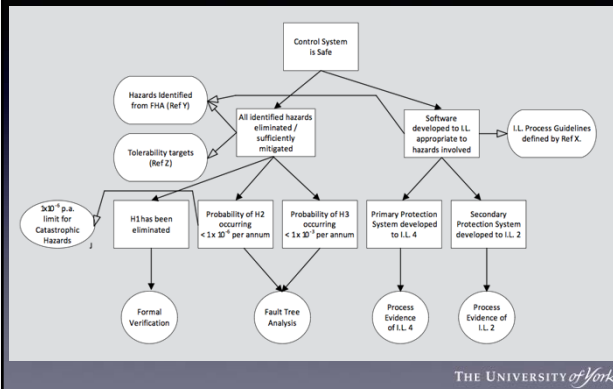 Control System
is Safe
Hazards Identified
from FHA (Ref Y)
All identified hazards
eliminated /
sufficiently
mitigated
Software
developed to I.L.
appropriate to
hazards involved
I.L. Process Guidelines
defined by Ref X.
Tolerability targets
(Ref Z)
1x10⁻⁶ p.a.
limit for
Catastrophic
Hazards
H1 has been
eliminated
Probability of H2
occurring
< 1 x 10⁻⁶ per annum
Probability of H3
occurring
< 1 x 10⁻³ per annum
Primary Protection
System developed
to I.L. 4
Secondary
Protection System
developed to I.L. 2
Formal
Verification
Fault Tree
Analysis
Process
Evidence of
I.L. 4
Process
Evidence of
I.L. 2
THE UNIVERSITY of York